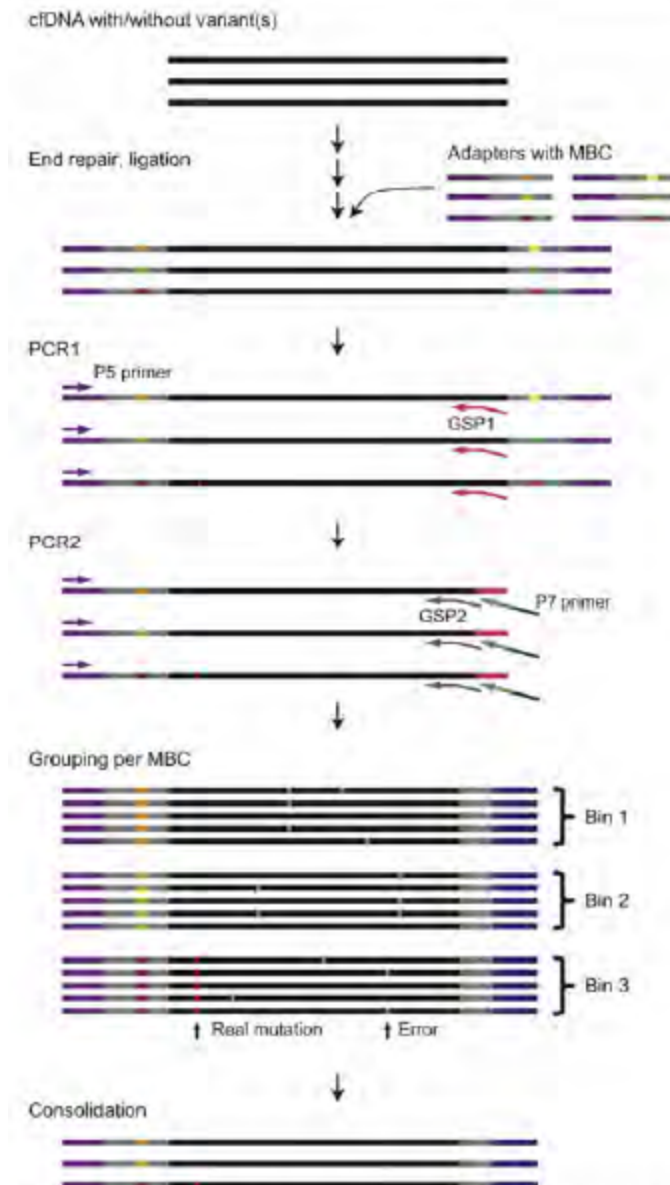 cfDNA with/without variant(s)
End repair, ligation
Adapters with MBC
PCR1
P5 primer
GSP1
PCR2
P7 primer
GSP2
Grouping per MBC
Bin 1
Bin 2
Bin 3
Real mutation
Error
Consolidation